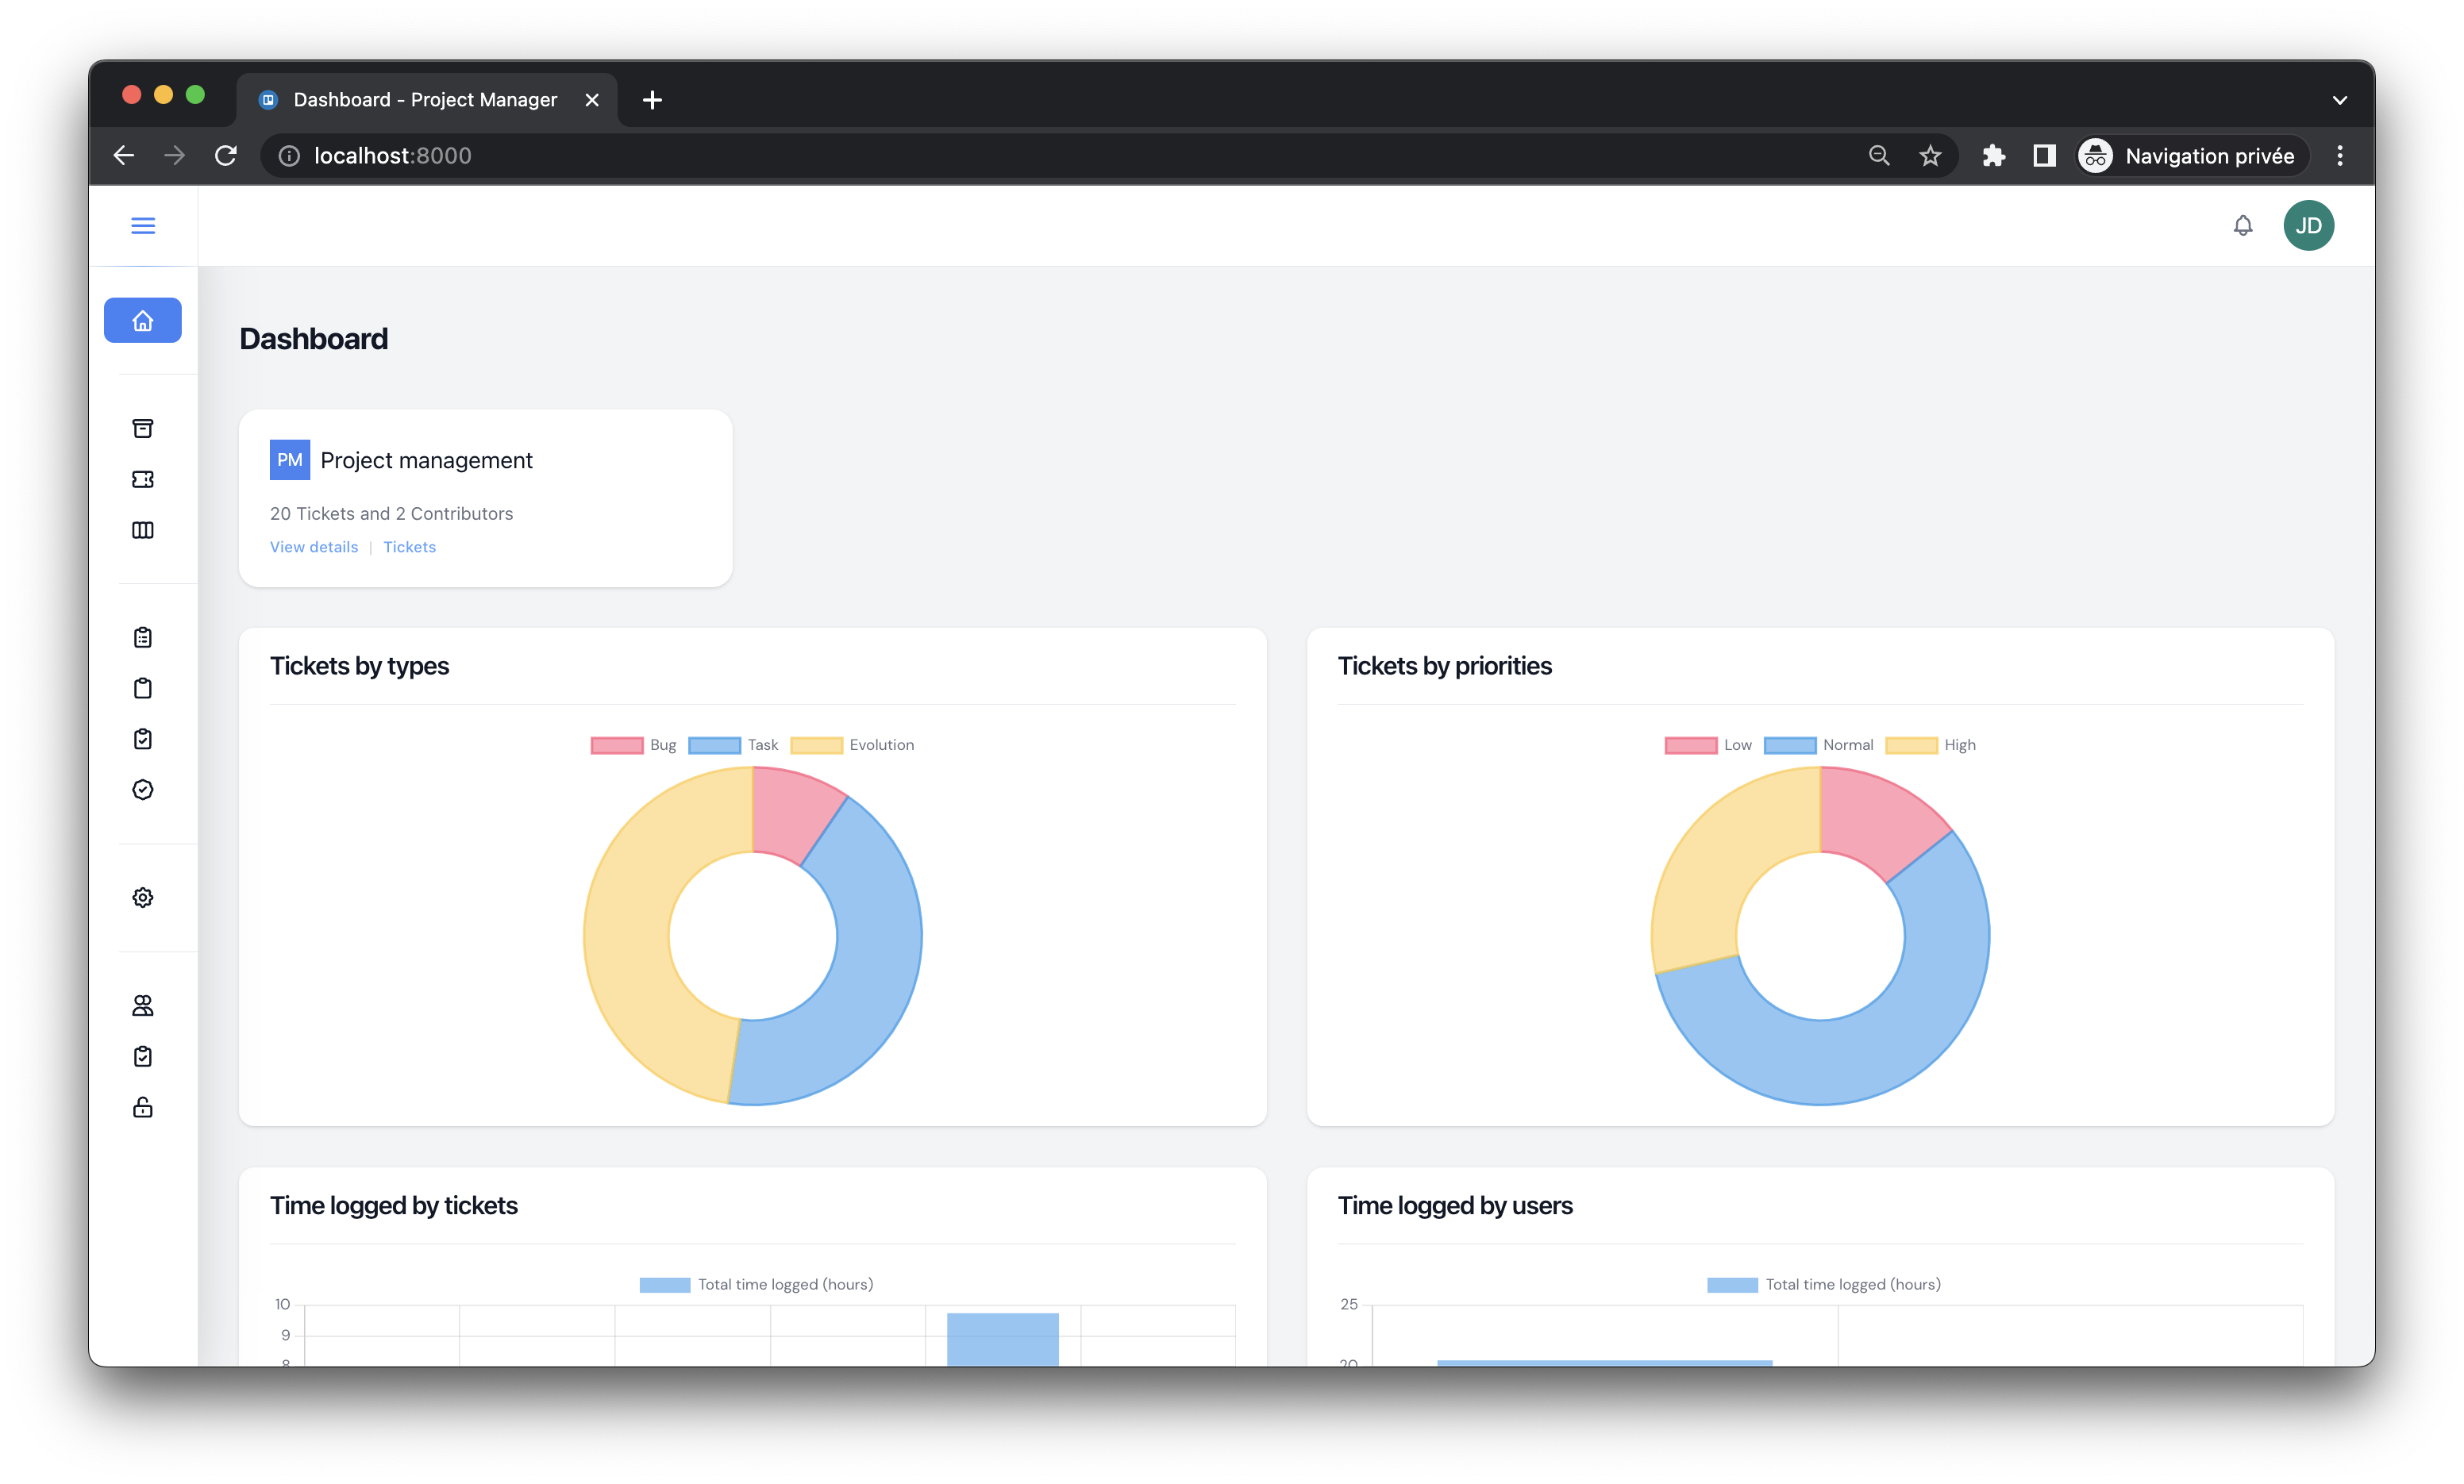 Dashboard - Project Manager
localhost:8000
Navigation privée
JD
Dashboard
PM Project management
20 Tickets and 2 Contributors
View details | Tickets
Tickets by types
Bug Task Evolution
Tickets by priorities
Low Normal High
Time logged by tickets
Total time logged (hours)
10
9
8
Time logged by users
Total time logged (hours)
25
20